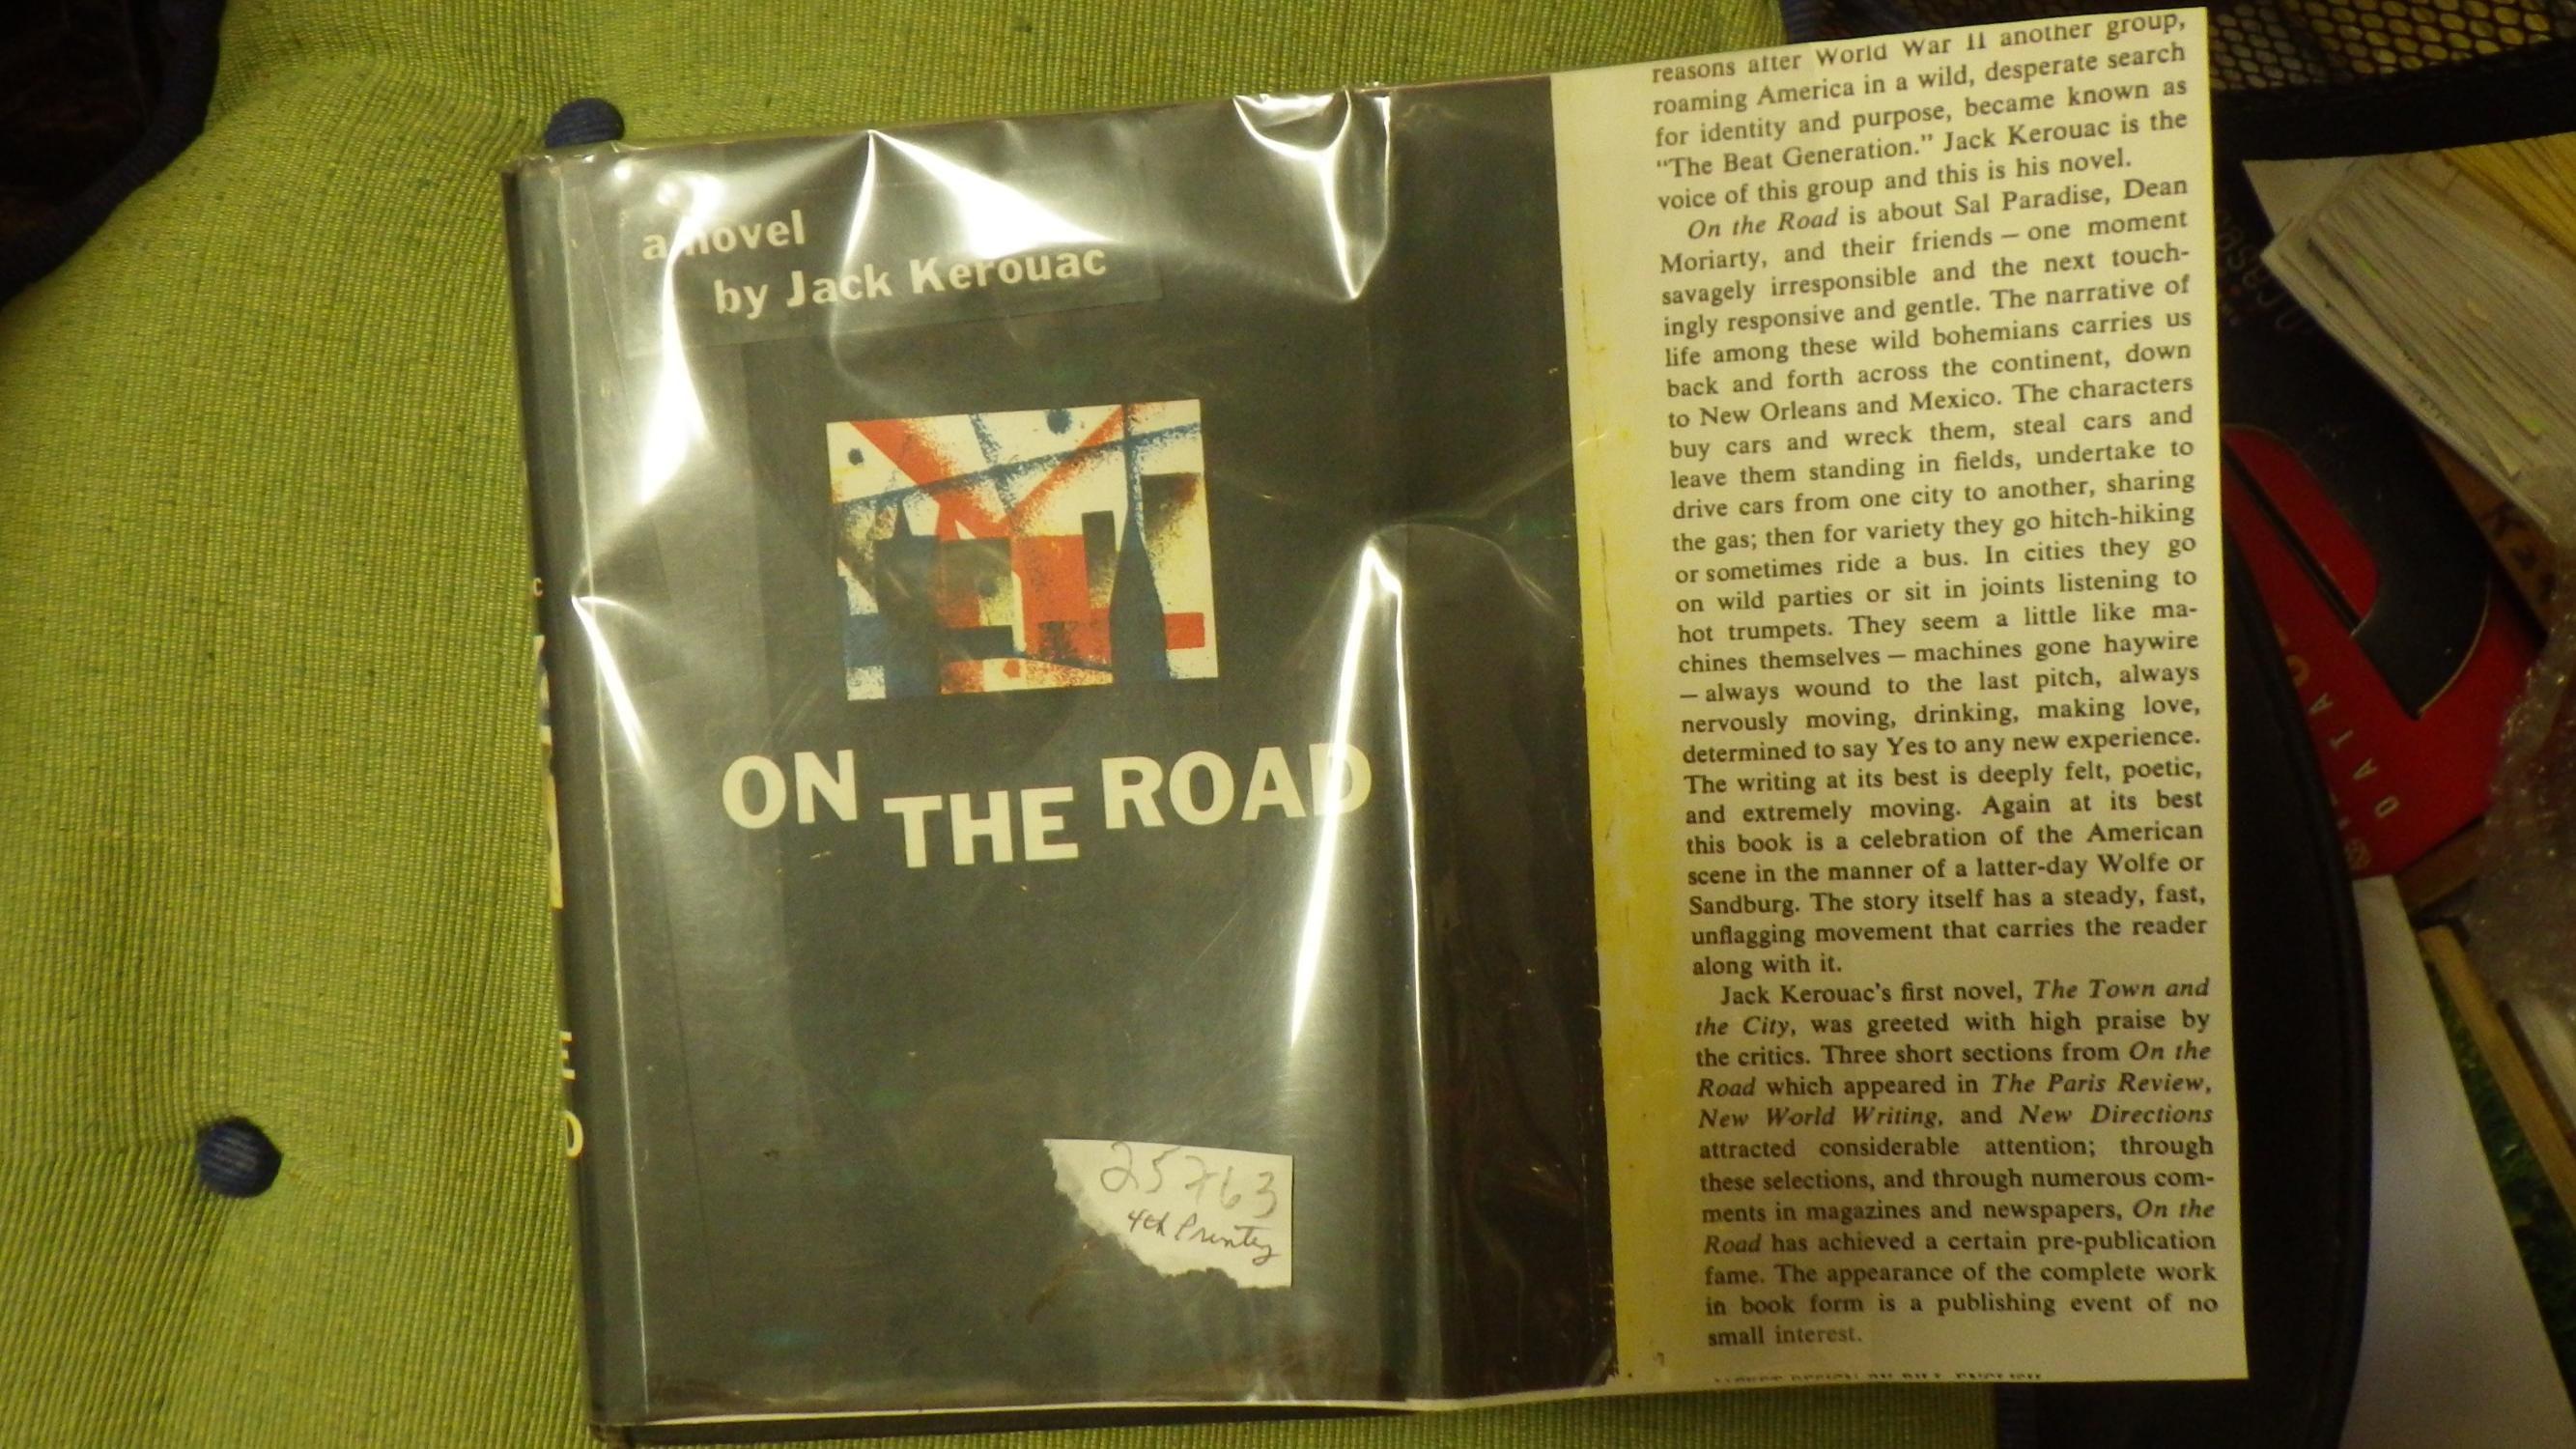 a novel
by Jack Kerouac
ON THE ROAD
25763
4th Printing
reasons after World War II another group,
roaming America in a wild, desperate search
for identity and purpose, became known as
“The Beat Generation.” Jack Kerouac is the
voice of this group and this is his novel.
On the Road is about Sal Paradise, Dean
Moriarty, and their friends — one moment
savagely irresponsible and the next touch-
ingly responsive and gentle. The narrative of
life among these wild bohemians carries us
back and forth across the continent, down
to New Orleans and Mexico. The characters
buy cars and wreck them, steal cars and
leave them standing in fields, undertake to
drive cars from one city to another, sharing
the gas; then for variety they go hitch-hiking
or sometimes ride a bus. In cities they go
on wild parties or sit in joints listening to
hot trumpets. They seem a little like ma-
chines themselves — machines gone haywire
— always wound to the last pitch, always
nervously moving, drinking, making love,
determined to say Yes to any new experience.
The writing at its best is deeply felt, poetic,
and extremely moving. Again at its best
this book is a celebration of the American
scene in the manner of a latter-day Wolfe or
Sandburg. The story itself has a steady, fast,
unflagging movement that carries the reader
along with it.
Jack Kerouac's first novel, The Town and
the City, was greeted with high praise by
the critics. Three short sections from On the
Road which appeared in The Paris Review,
New World Writing, and New Directions
attracted considerable attention; through
these selections, and through numerous com-
ments in magazines and newspapers, On the
Road has achieved a certain pre-publication
fame. The appearance of the complete work
in book form is a publishing event of no
small interest.